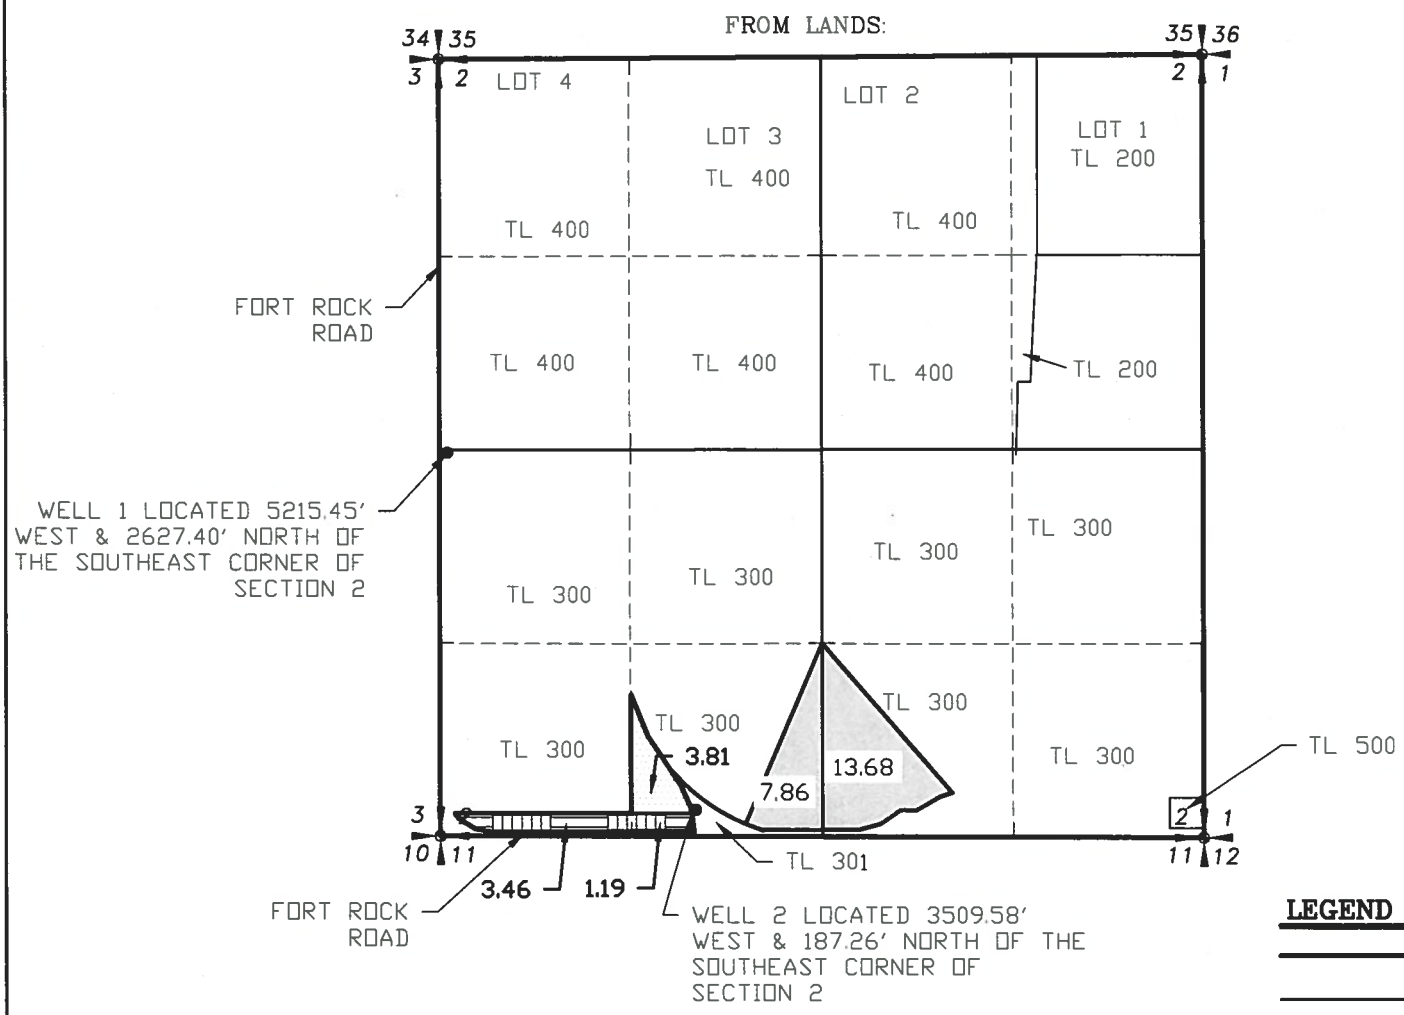 FROM LANDS:
34 35
35 36
3 2
2 1
LOT 4
LOT 2
LOT 3
TL 400
LOT 1
TL 200
TL 400
TL 400
FORT ROCK
ROAD
TL 400
TL 400
TL 400
TL 200
WELL 1 LOCATED 5215.45'
WEST & 2627.40' NORTH OF
THE SOUTHEAST CORNER OF
SECTION 2
TL 300
TL 300
TL 300
TL 300
TL 300
TL 300
TL 300
TL 300
TL 500
3.81
13.68
7.86
3
2 1
10 11
11 12
TL 301
3.46
1.19
FORT ROCK
ROAD
WELL 2 LOCATED 3509.58'
WEST & 187.26' NORTH OF THE
SOUTHEAST CORNER OF
SECTION 2
LEGEND